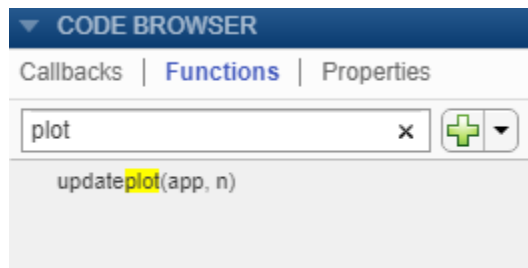 CODE BROWSER
Callbacks | Functions | Properties
plot
updateplot(app, n)